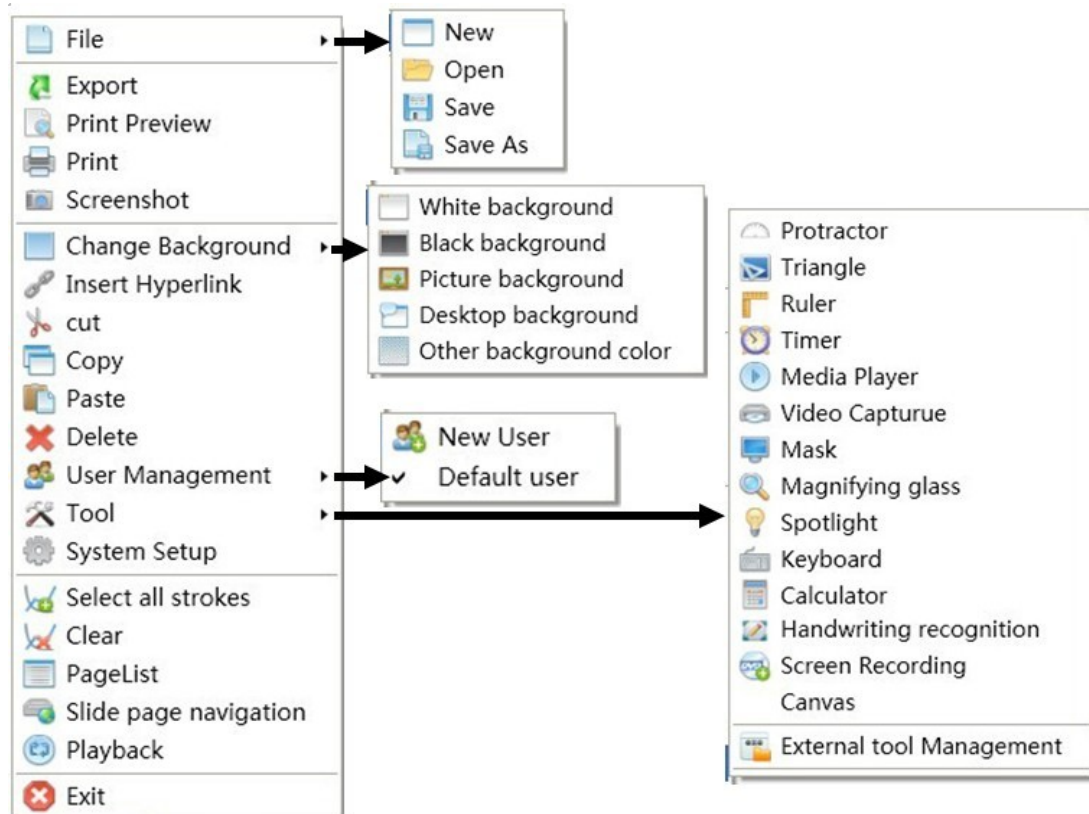 File
Export
Print Preview
Print
Screenshot
Change Background
Insert Hyperlink
cut
Copy
Paste
Delete
User Management
Tool
System Setup
Select all strokes
Clear
PageList
Slide page navigation
Playback
Exit
New
Open
Save
Save As
White background
Black background
Picture background
Desktop background
Other background color
New User
Default user
Protractor
Triangle
Ruler
Timer
Media Player
Video Capturue
Mask
Magnifying glass
Spotlight
Keyboard
Calculator
Handwriting recognition
Screen Recording
Canvas
External tool Management